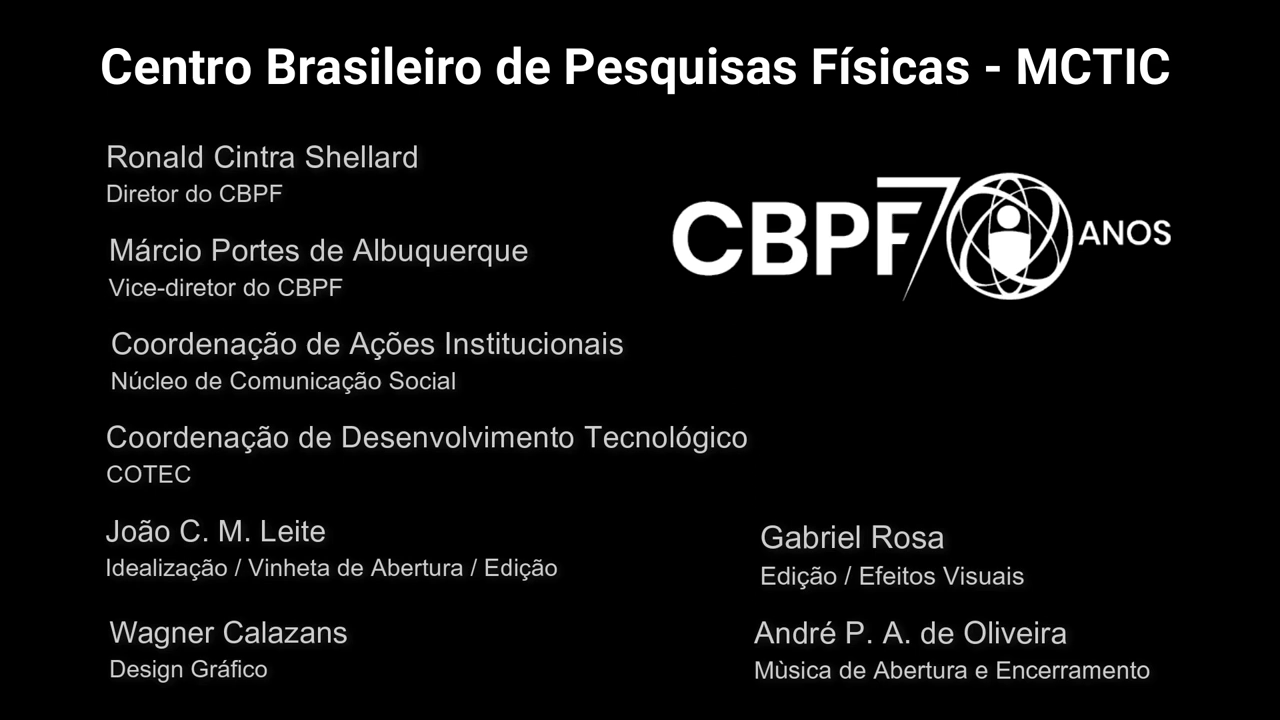 Centro Brasileiro de Pesquisas Físicas - MCTIC
Ronald Cintra Shellard
Diretor do CBPF
CBPF 70 ANOS
Márcio Portes de Albuquerque
Vice-diretor do CBPF
Coordenação de Ações Institucionais
Núcleo de Comunicação Social
Coordenação de Desenvolvimento Tecnológico
COTEC
João C. M. Leite
Idealização / Vinheta de Abertura / Edição
Gabriel Rosa
Edição / Efeitos Visuais
Wagner Calazans
Design Gráfico
André P. A. de Oliveira
Mùsica de Abertura e Encerramento